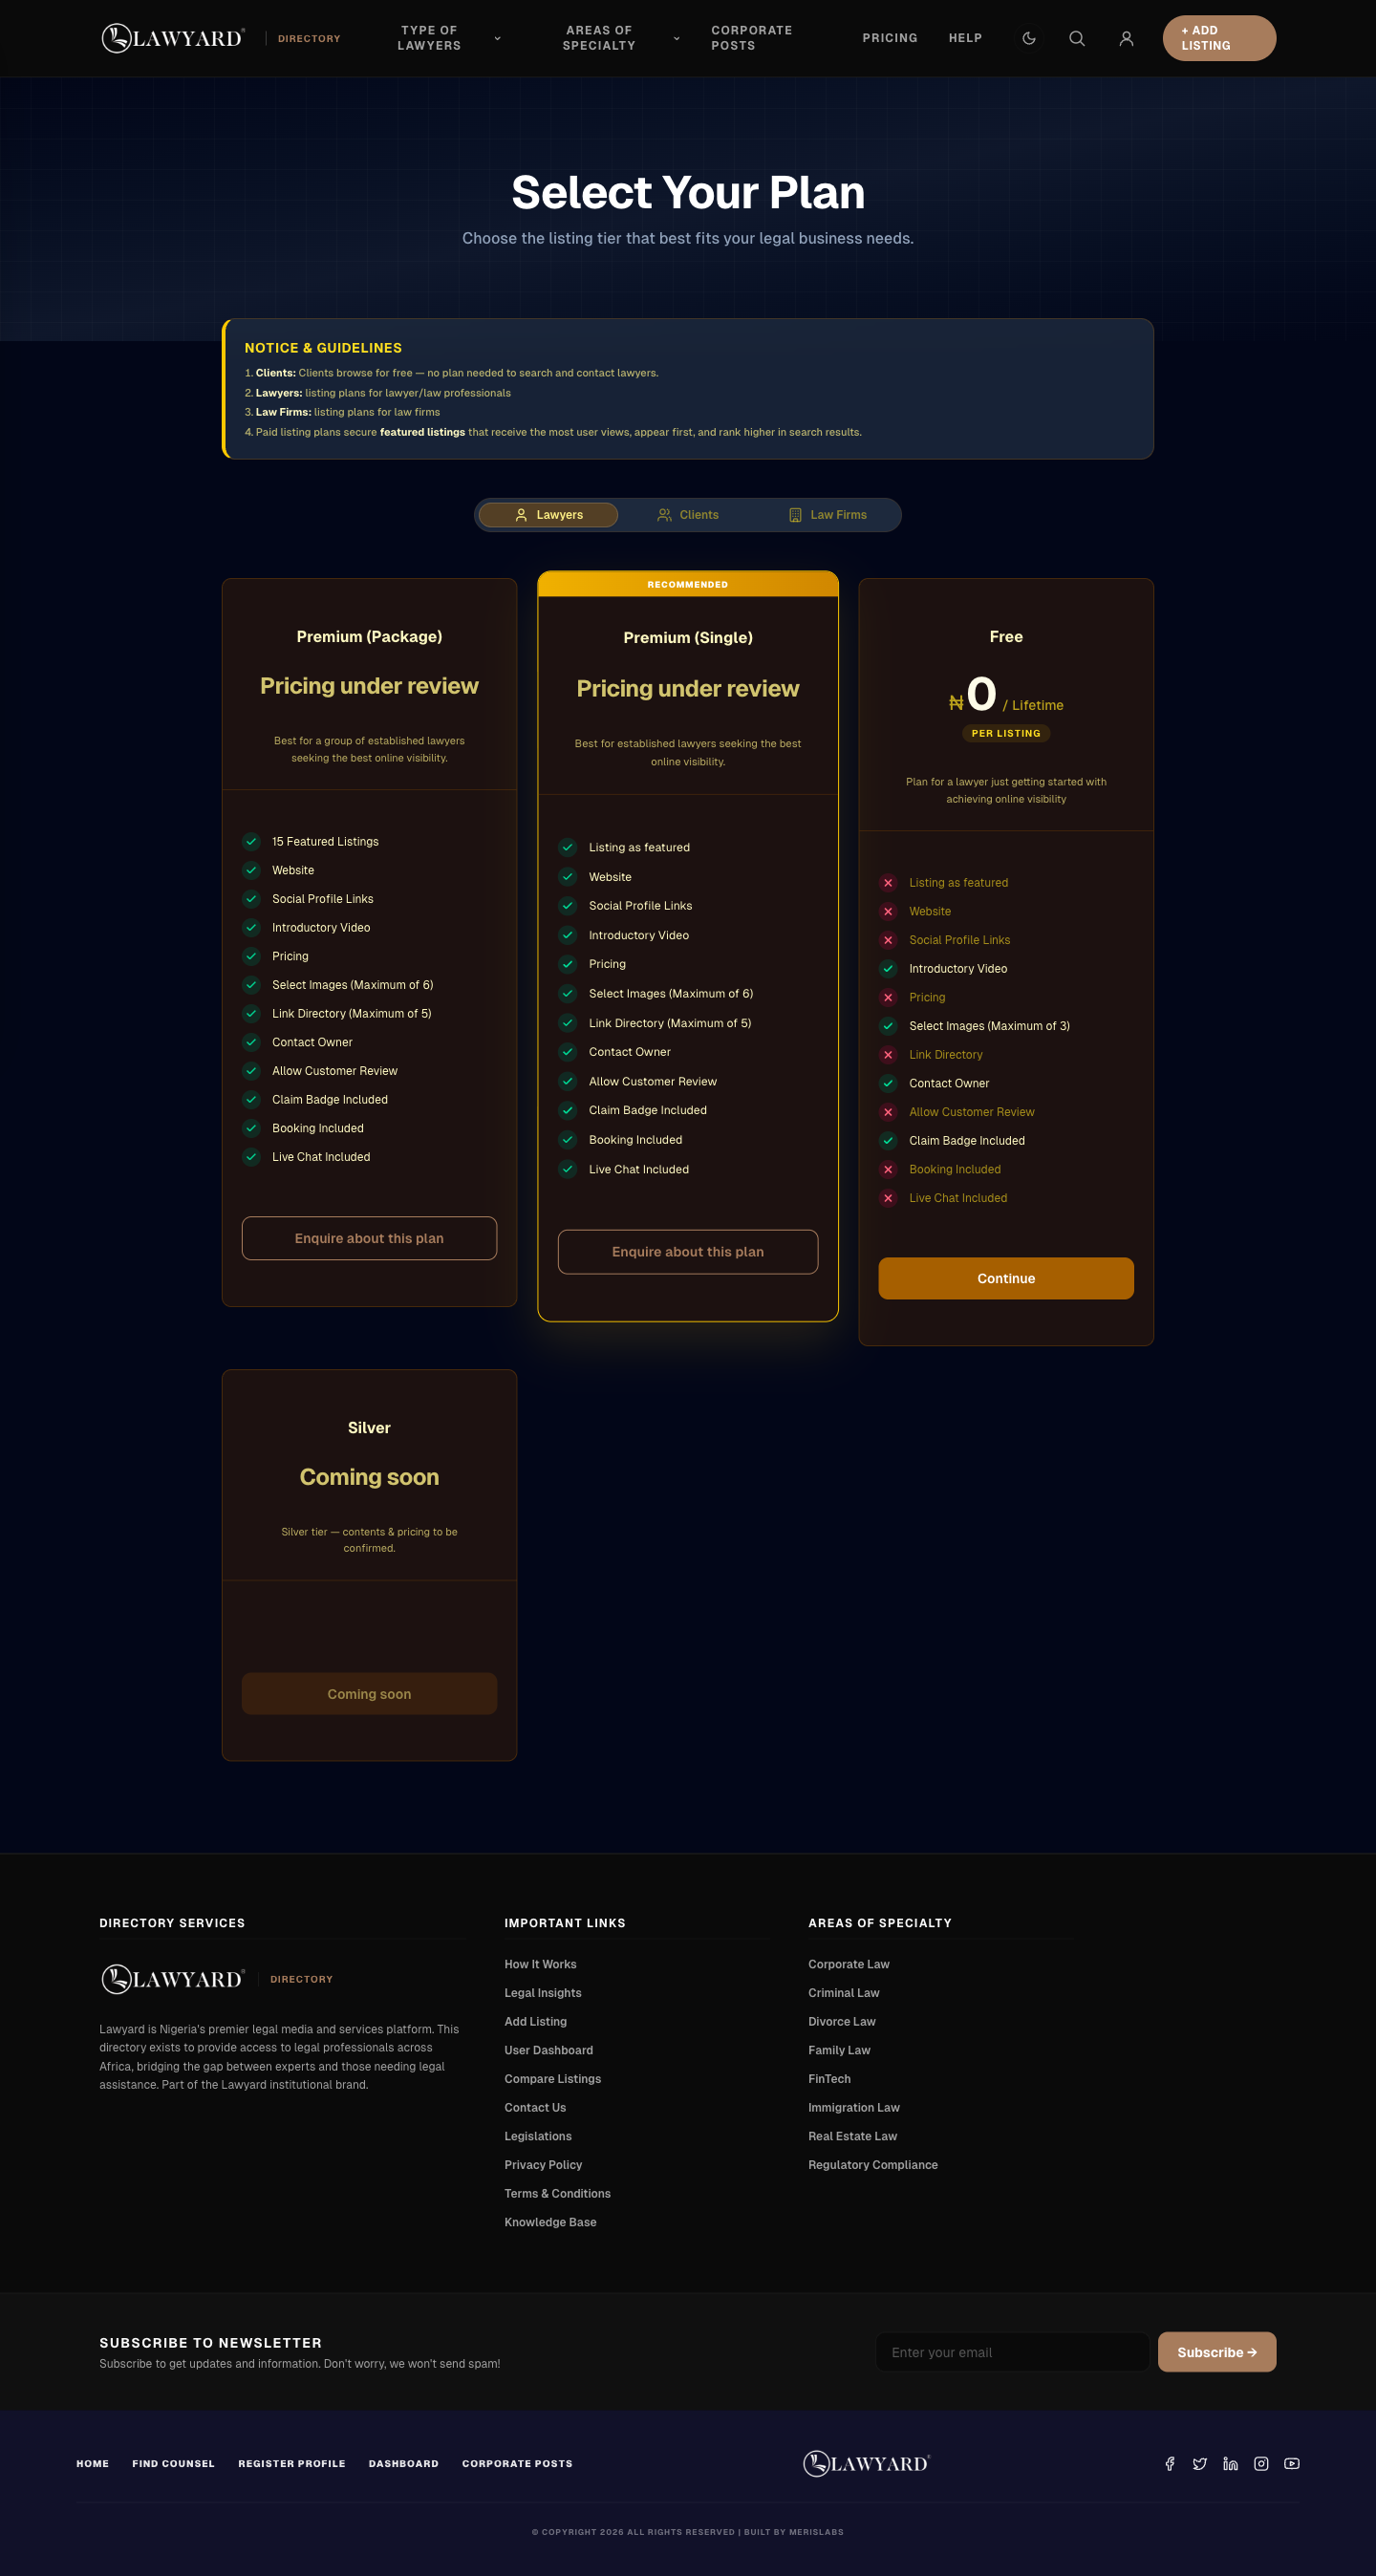 LAWYARD®
DIRECTORY
TYPE OF
LAWYERS
AREAS OF
SPECIALTY
CORPORATE
POSTS
PRICING
HELP
+ ADD
LISTING
Select Your Plan
Choose the listing tier that best fits your legal business needs.
NOTICE & GUIDELINES
1. Clients: Clients browse for free — no plan needed to search and contact lawyers.
2. Lawyers: listing plans for lawyer/law professionals
3. Law Firms: listing plans for law firms
4. Paid listing plans secure featured listings that receive the most user views, appear first, and rank higher in search results.
Lawyers
Clients
Law Firms
Premium (Package)
Pricing under review
Best for a group of established lawyers
seeking the best online visibility.
15 Featured Listings
Website
Social Profile Links
Introductory Video
Pricing
Select Images (Maximum of 6)
Link Directory (Maximum of 5)
Contact Owner
Allow Customer Review
Claim Badge Included
Booking Included
Live Chat Included
Enquire about this plan
RECOMMENDED
Premium (Single)
Pricing under review
Best for established lawyers seeking the best
online visibility.
Listing as featured
Website
Social Profile Links
Introductory Video
Pricing
Select Images (Maximum of 6)
Link Directory (Maximum of 5)
Contact Owner
Allow Customer Review
Claim Badge Included
Booking Included
Live Chat Included
Enquire about this plan
Free
₦0 / Lifetime
PER LISTING
Plan for a lawyer just getting started with
achieving online visibility
Listing as featured
Website
Social Profile Links
Introductory Video
Pricing
Select Images (Maximum of 3)
Link Directory
Contact Owner
Allow Customer Review
Claim Badge Included
Booking Included
Live Chat Included
Continue
Silver
Coming soon
Silver tier — contents & pricing to be
confirmed.
Coming soon
DIRECTORY SERVICES
LAWYARD®
DIRECTORY
Lawyard is Nigeria's premier legal media and services platform. This
directory exists to provide access to legal professionals across
Africa, bridging the gap between experts and those needing legal
assistance. Part of the Lawyard institutional brand.
IMPORTANT LINKS
How It Works
Legal Insights
Add Listing
User Dashboard
Compare Listings
Contact Us
Legislations
Privacy Policy
Terms & Conditions
Knowledge Base
AREAS OF SPECIALTY
Corporate Law
Criminal Law
Divorce Law
Family Law
FinTech
Immigration Law
Real Estate Law
Regulatory Compliance
SUBSCRIBE TO NEWSLETTER
Subscribe to get updates and information. Don't worry, we won't send spam!
Enter your email
Subscribe →
HOME
FIND COUNSEL
REGISTER PROFILE
DASHBOARD
CORPORATE POSTS
LAWYARD®
© COPYRIGHT 2026 ALL RIGHTS RESERVED | BUILT BY MERISLABS